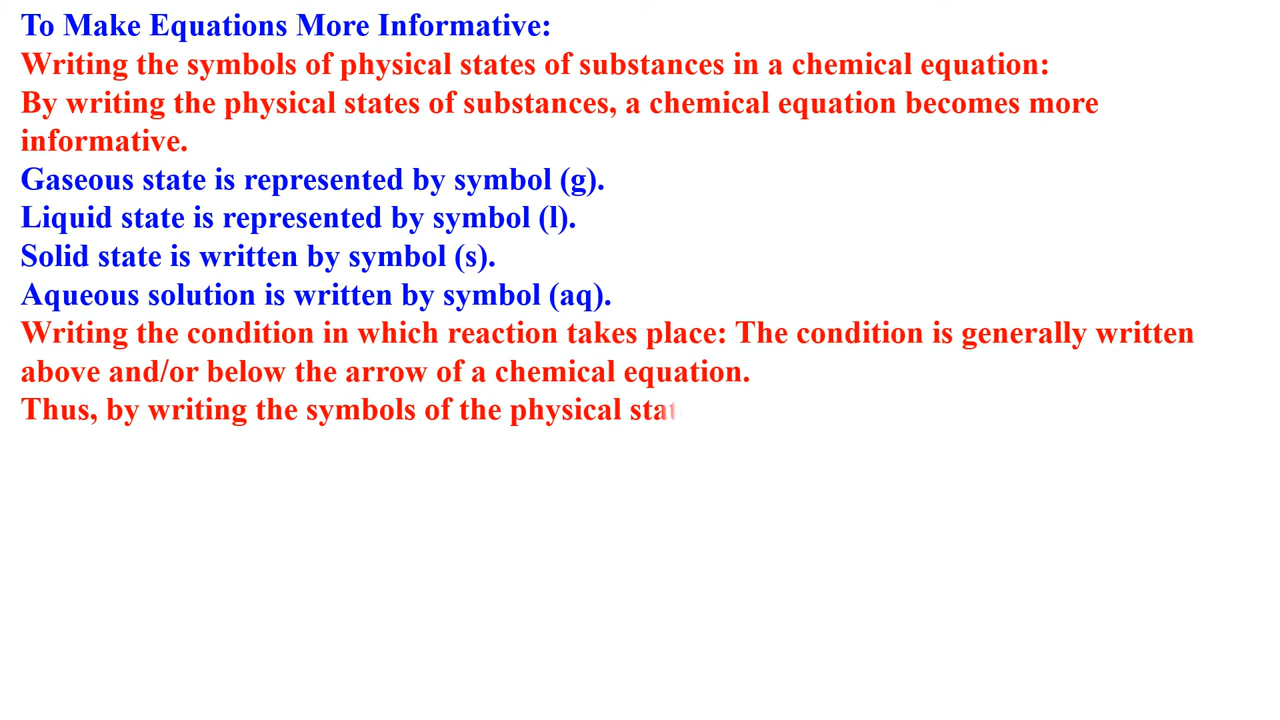 To Make Equations More Informative:
Writing the symbols of physical states of substances in a chemical equation:
By writing the physical states of substances, a chemical equation becomes more
informative.
Gaseous state is represented by symbol (g).
Liquid state is represented by symbol (l).
Solid state is written by symbol (s).
Aqueous solution is written by symbol (aq).
Writing the condition in which reaction takes place: The condition is generally written
above and/or below the arrow of a chemical equation.
Thus, by writing the symbols of the physical stat